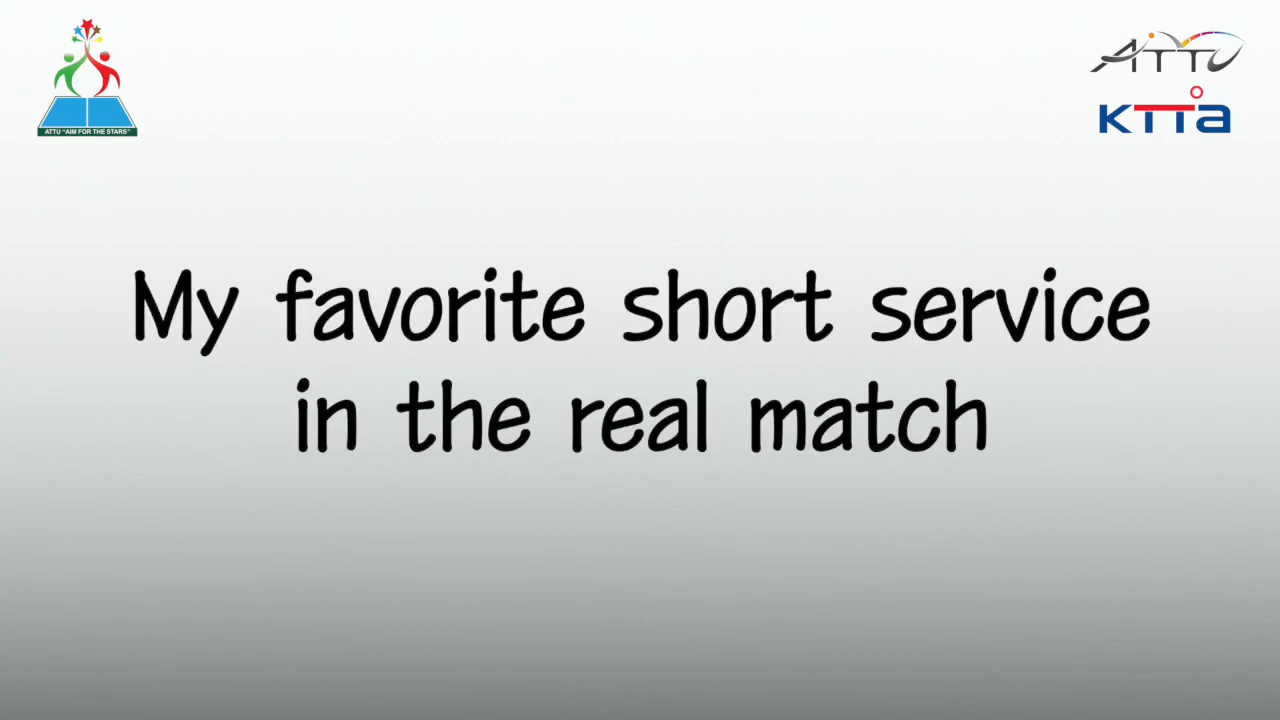 ATTU "AIM FOR THE STARS"
ATTU
KTTa
My favorite short service
in the real match